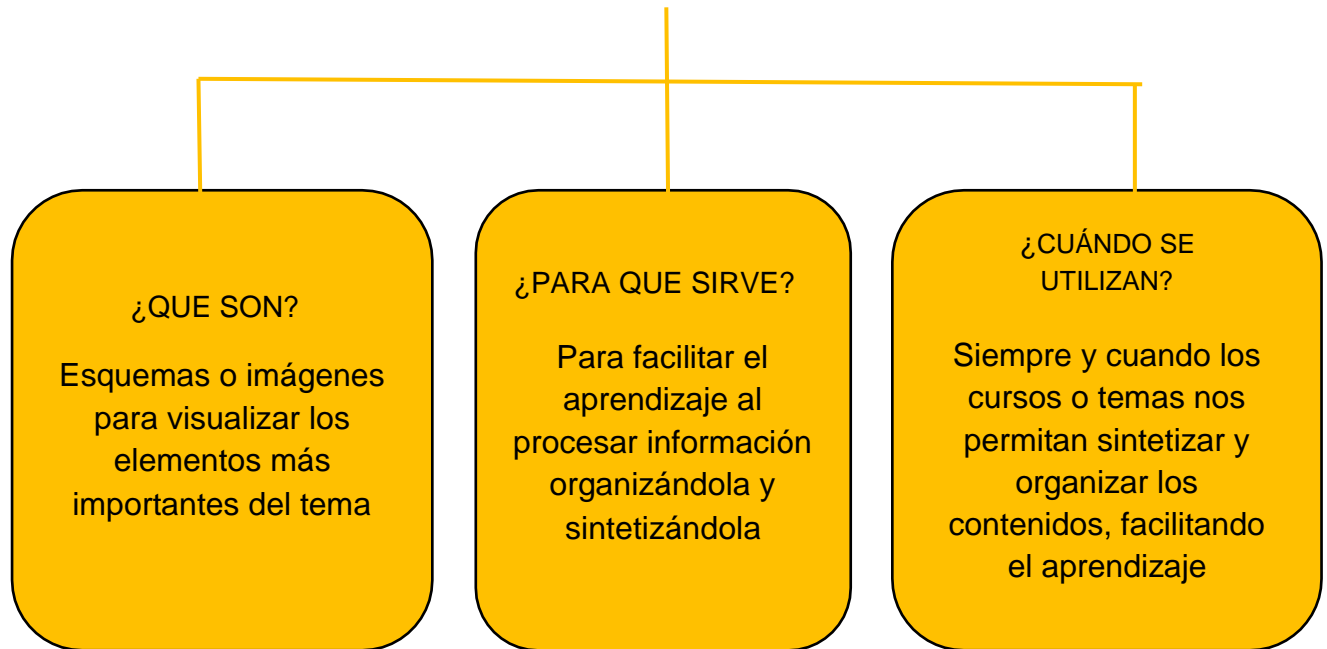 ¿QUE SON?
Esquemas o imágenes
para visualizar los
elementos más
importantes del tema
¿PARA QUE SIRVE?
Para facilitar el
aprendizaje al
procesar información
organizándola y
sintetizándola
¿CUÁNDO SE
UTILIZAN?
Siempre y cuando los
cursos o temas nos
permitan sintetizar y
organizar los
contenidos, facilitando
el aprendizaje